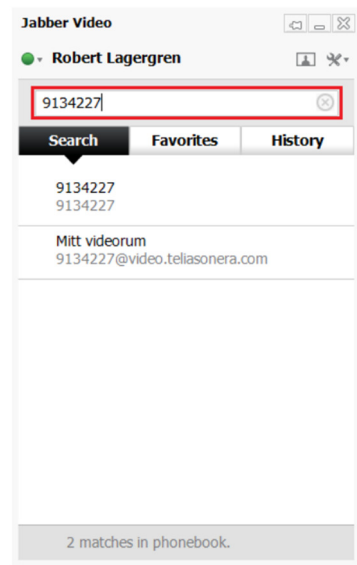 Jabber Video
Robert Lagergren
9134227
Search Favorites History
9134227
9134227
Mitt videorum
9134227@video.teliasonera.com
2 matches in phonebook.